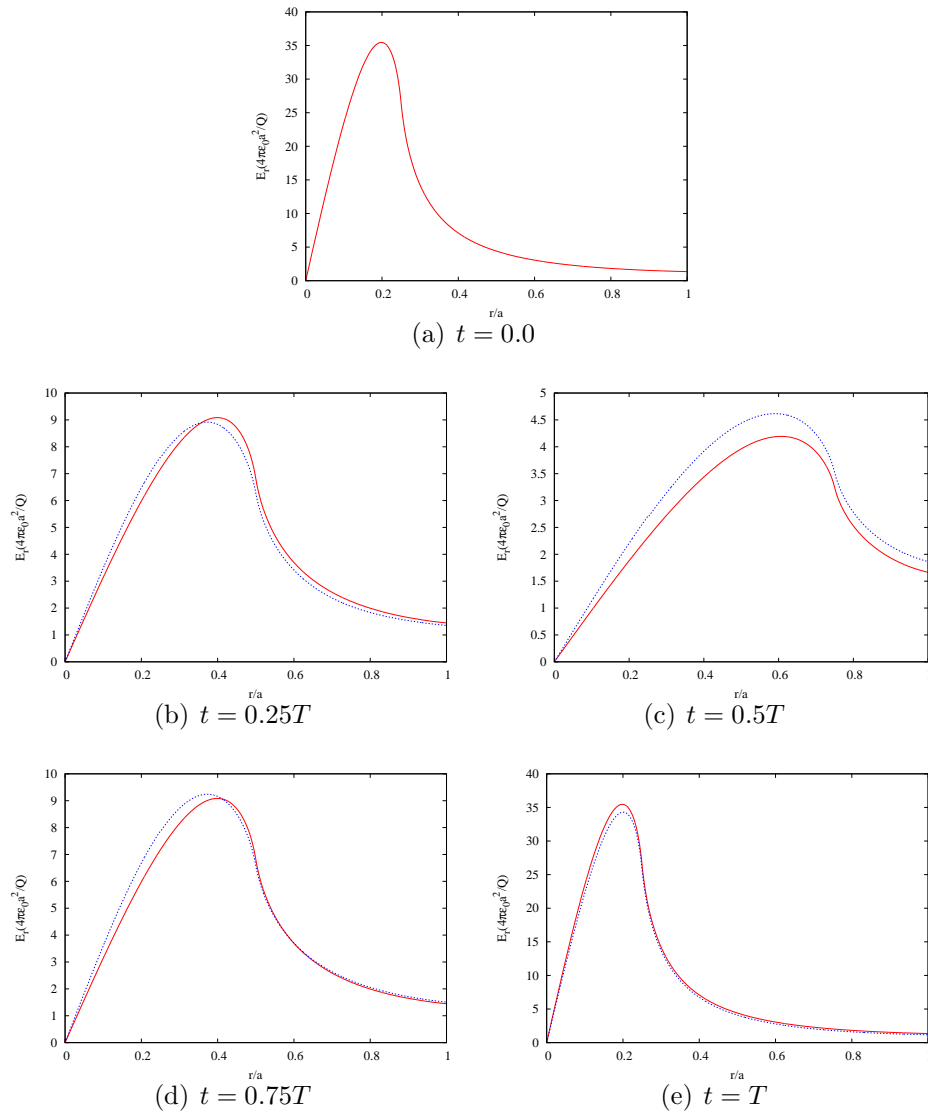 40
35
30
25
20
15
10
5
0
E_r(4πε_0a^2/Q)
0 0.2 0.4 0.6 0.8 1
r/a
(a) t = 0.0
10
9
8
7
6
5
4
3
2
1
0
E_r(4πε_0a^2/Q)
0 0.2 0.4 0.6 0.8 1
r/a
(b) t = 0.25T
5
4.5
4
3.5
3
2.5
2
1.5
1
0.5
0
E_r(4πε_0a^2/Q)
0 0.2 0.4 0.6 0.8
r/a
(c) t = 0.5T
10
9
8
7
6
5
4
3
2
1
0
E_r(4πε_0a^2/Q)
0 0.2 0.4 0.6 0.8 1
r/a
(d) t = 0.75T
40
35
30
25
20
15
10
5
0
E_r(4πε_0a^2/Q)
0 0.2 0.4 0.6 0.8
r/a
(e) t = T